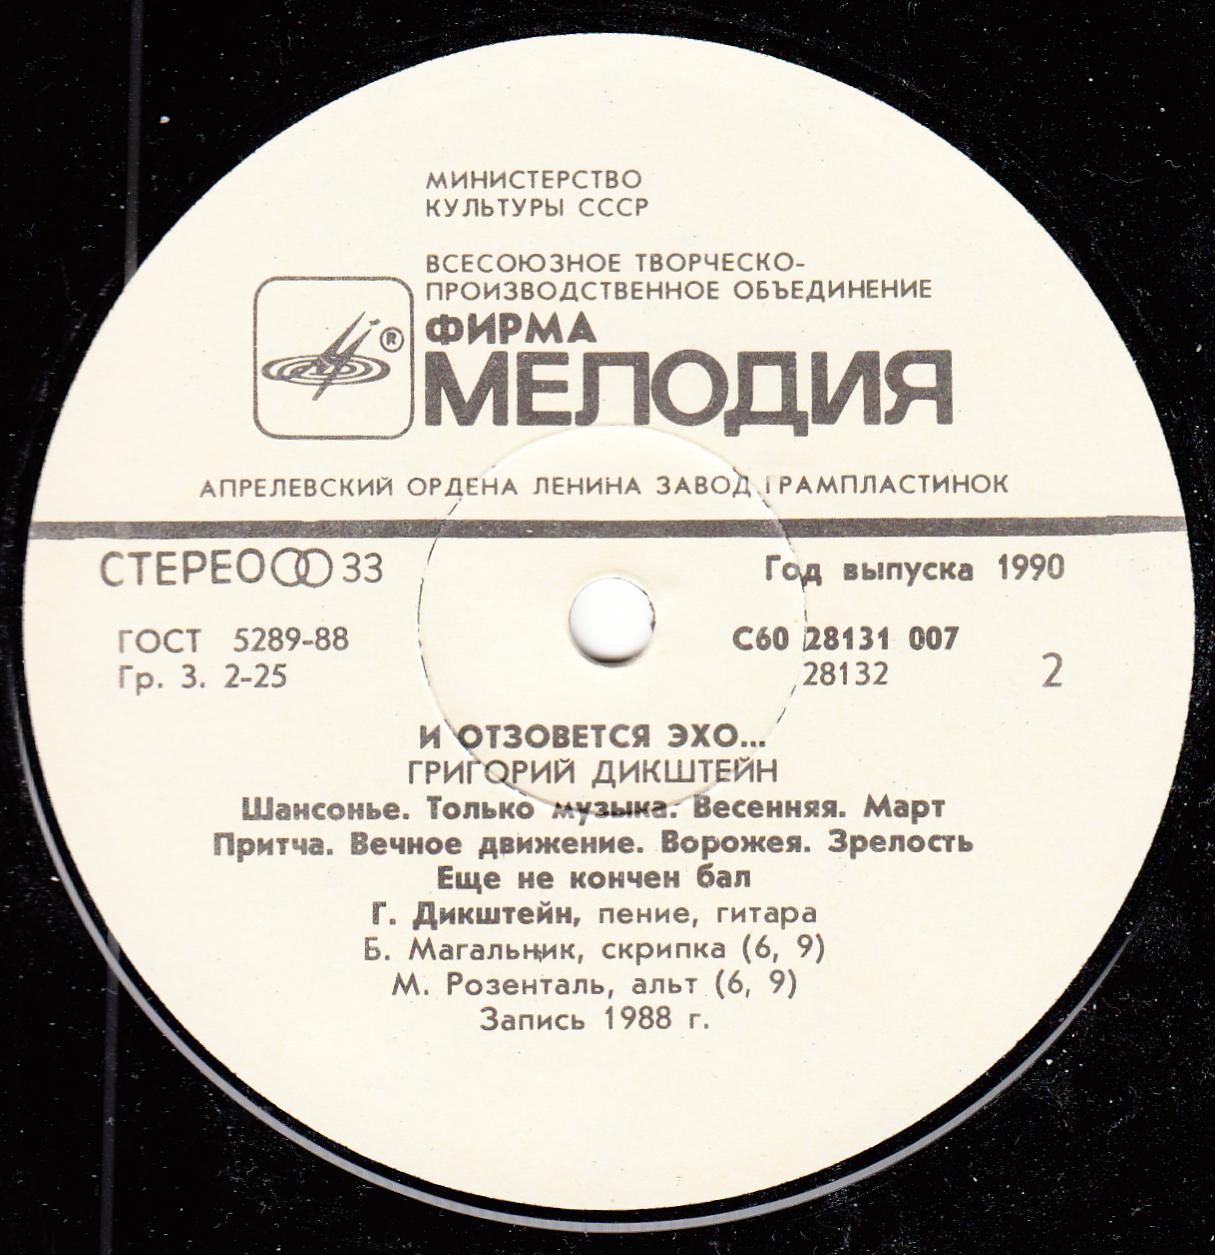 МИНИСТЕРСТВО
КУЛЬТУРЫ СССР
ВСЕСОЮЗНОЕ ТВОРЧЕСКО-
ПРОИЗВОДСТВЕННОЕ ОБЪЕДИНЕНИЕ
ФИРМА
®
МЕЛОДИЯ
АПРЕЛЕВСКИЙ ОРДЕНА ЛЕНИНА ЗАВОД ГРАМПЛАСТИНОК
СТЕРЕО 33 Год выпуска 1990
ГОСТ 5289-88 С60 28131 007
Гр. 3. 2-25 28132 2
И ОТЗОВЕТСЯ ЭХО...
ГРИГОРИЙ ДИКШТЕЙН
Шансонье. Только музыка. Весенняя. Март
Притча. Вечное движение. Ворожея. Зрелость
Еще не кончен бал
Г. Дикштейн, пение, гитара
Б. Магальник, скрипка (6, 9)
М. Розенталь, альт (6, 9)
Запись 1988 г.